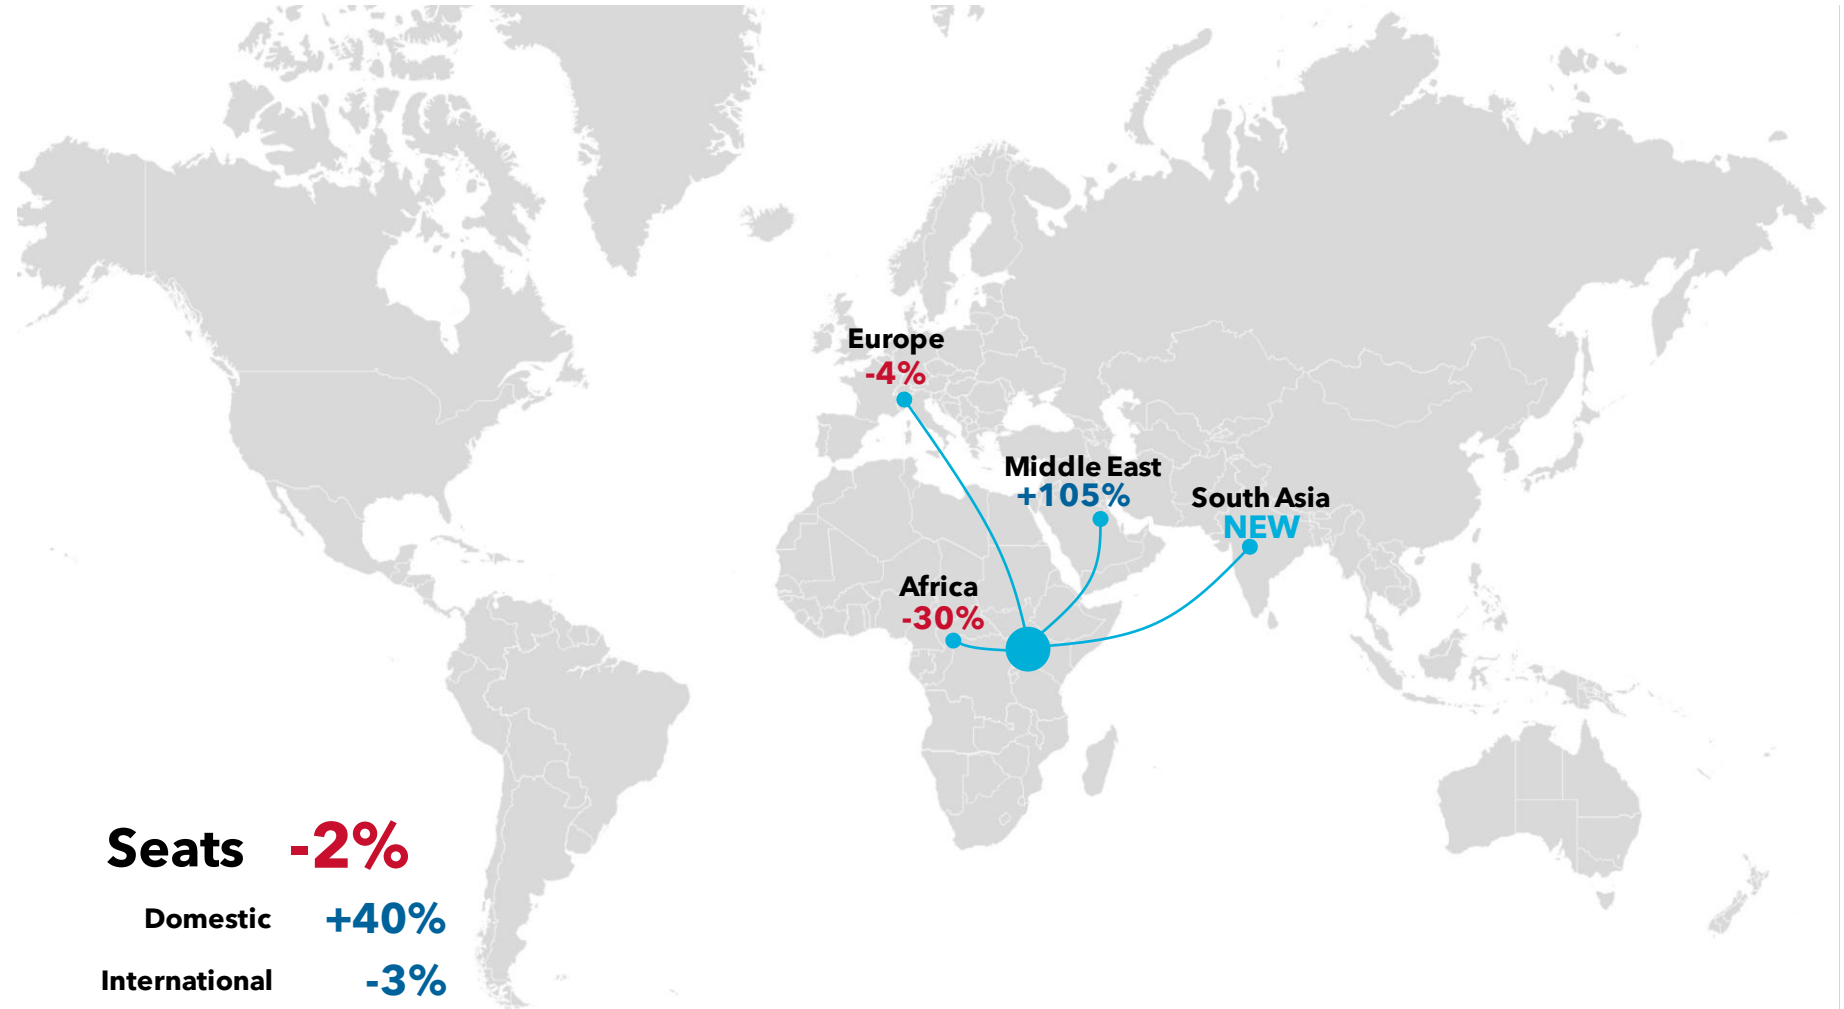 Europe
-4%
Middle East
+105%
South Asia
NEW
Africa
-30%
Seats -2%
Domestic +40%
International -3%